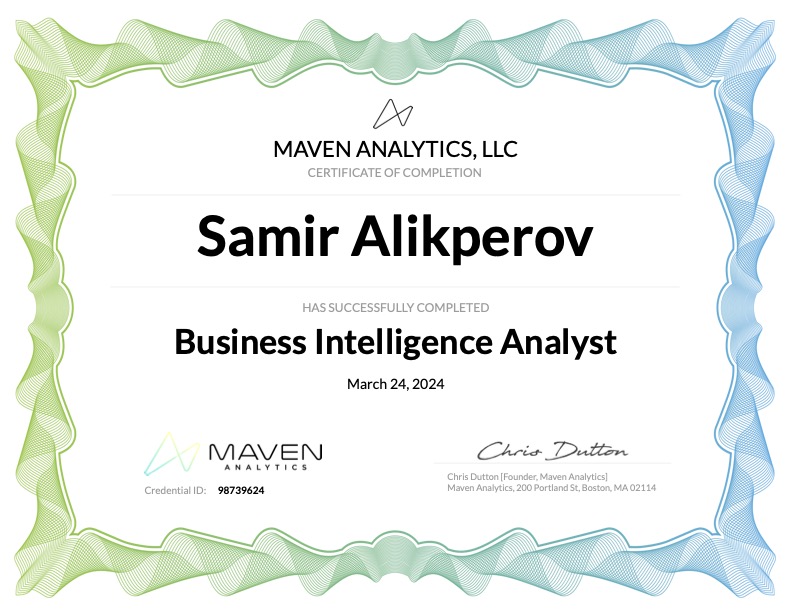 MAVEN ANALYTICS, LLC
CERTIFICATE OF COMPLETION
Samir Alikperov
HAS SUCCESSFULLY COMPLETED
Business Intelligence Analyst
March 24, 2024
MAVEN
ANALYTICS
Credential ID: 98739624
Chris Dutton
Chris Dutton [Founder, Maven Analytics]
Maven Analytics, 200 Portland St, Boston, MA 02114